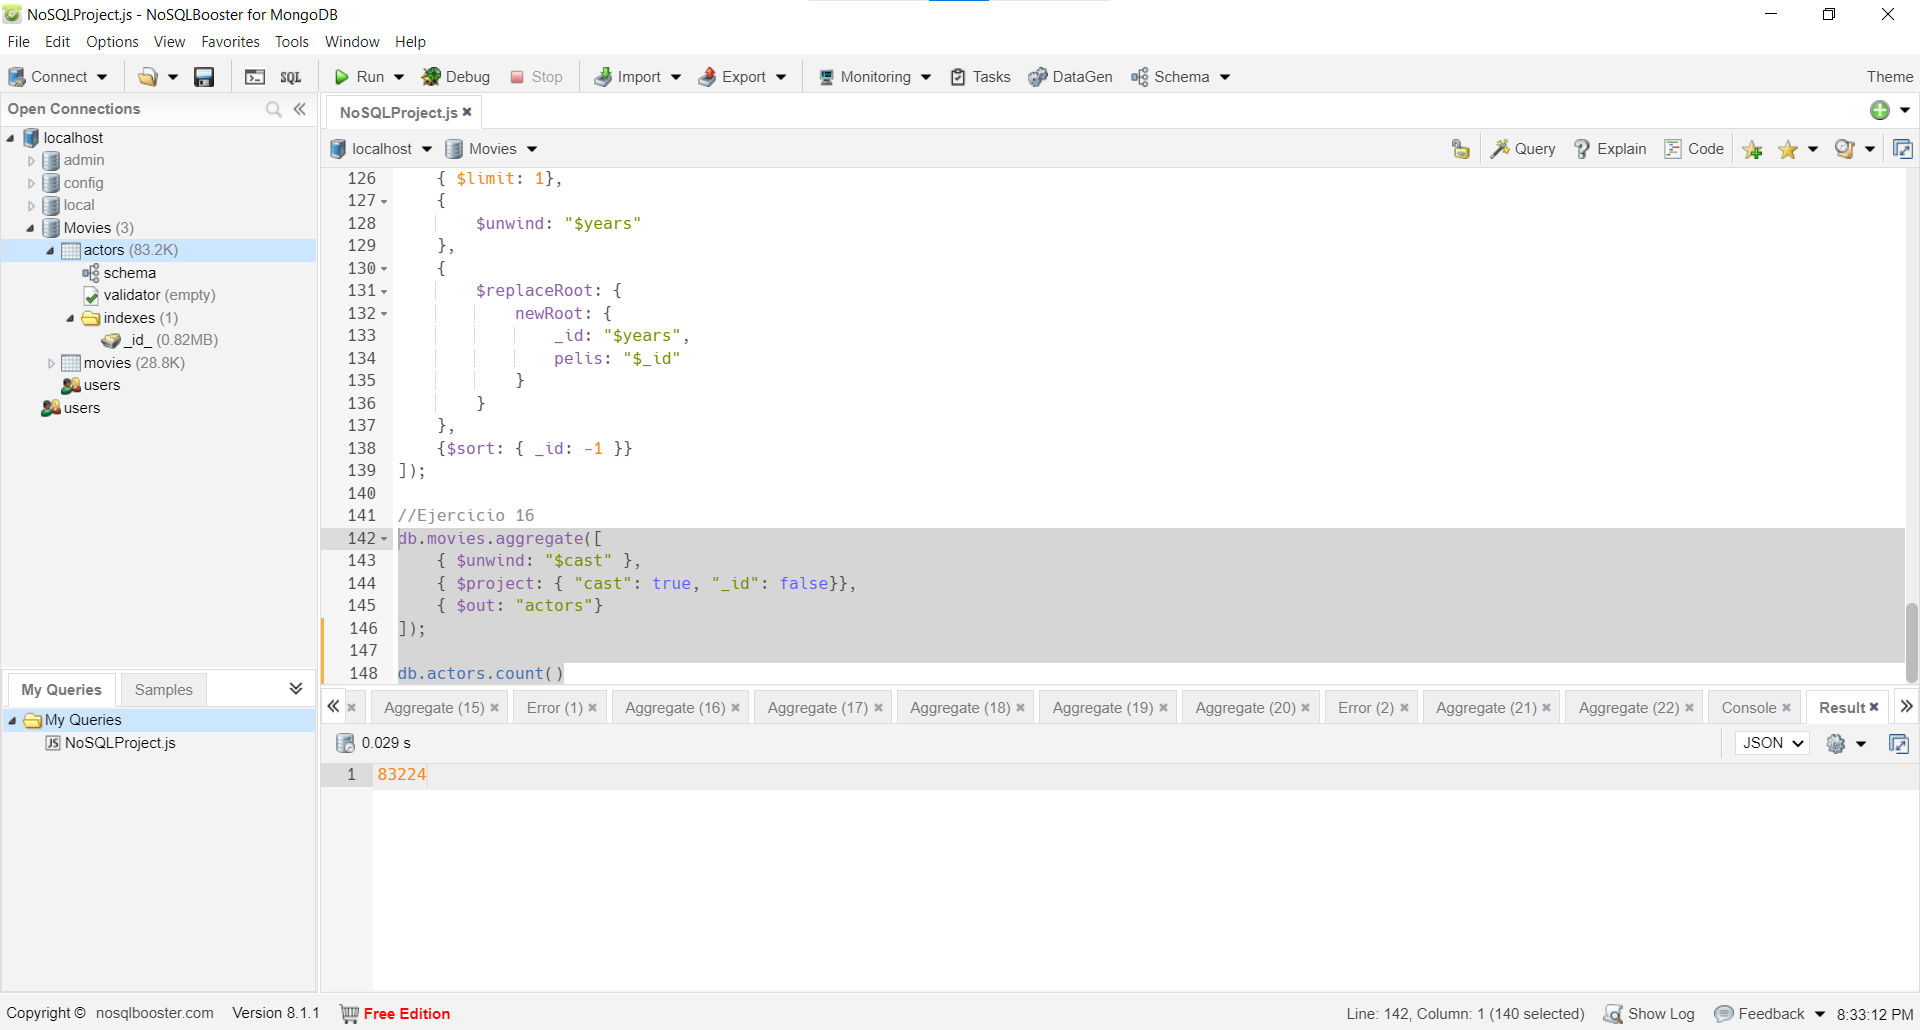 NoSQLProject.js - NoSQLBooster for MongoDB
File Edit Options View Favorites Tools Window Help
Connect SQL Run Debug Stop Import Export Monitoring Tasks DataGen Schema Theme
Open Connections
localhost
admin
config
local
Movies (3)
actors (83.2K)
schema
validator (empty)
indexes (1)
_id_ (0.82MB)
movies (28.8K)
users
users
My Queries Samples
My Queries
JS NoSQLProject.js
NoSQLProject.js
localhost Movies Query Explain Code
126 { $limit: 1},
127 {
128 $unwind: "$years"
129 },
130 {
131 $replaceRoot: {
132 newRoot: {
133 _id: "$years",
134 pelis: "$_id"
135 }
136 }
137 },
138 {$sort: { _id: -1 }}
139 ]);
140
141 //Ejercicio 16
142 db.movies.aggregate([
143 { $unwind: "$cast" },
144 { $project: { "cast": true, "_id": false}},
145 { $out: "actors"}
146 ]);
147
148 db.actors.count()
Aggregate (15) Error (1) Aggregate (16) Aggregate (17) Aggregate (18) Aggregate (19) Aggregate (20) Error (2) Aggregate (21) Aggregate (22) Console Result
0.029 s JSON
1 83224
Copyright © nosqlbooster.com Version 8.1.1 Free Edition Line: 142, Column: 1 (140 selected) Show Log Feedback 8:33:12 PM